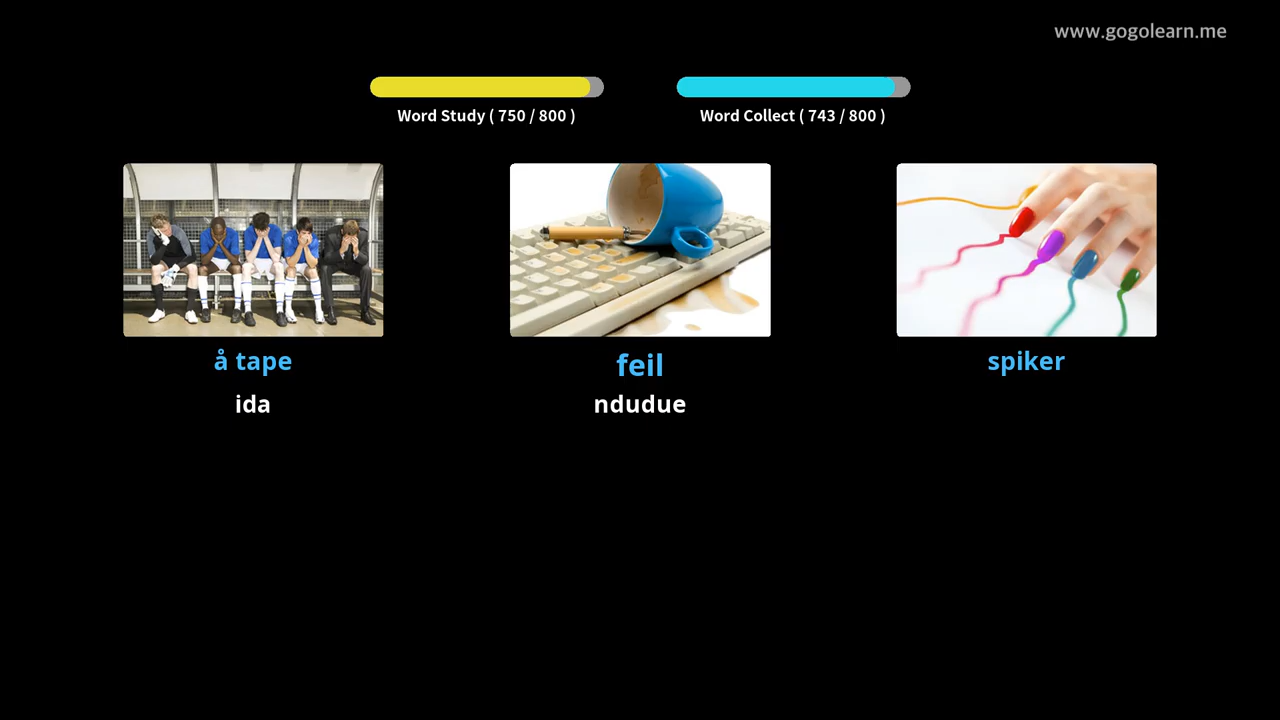 www.gogolearn.me
Word Study ( 750 / 800 )
Word Collect ( 743 / 800 )
å tape
feil
spiker
ida
ndudue